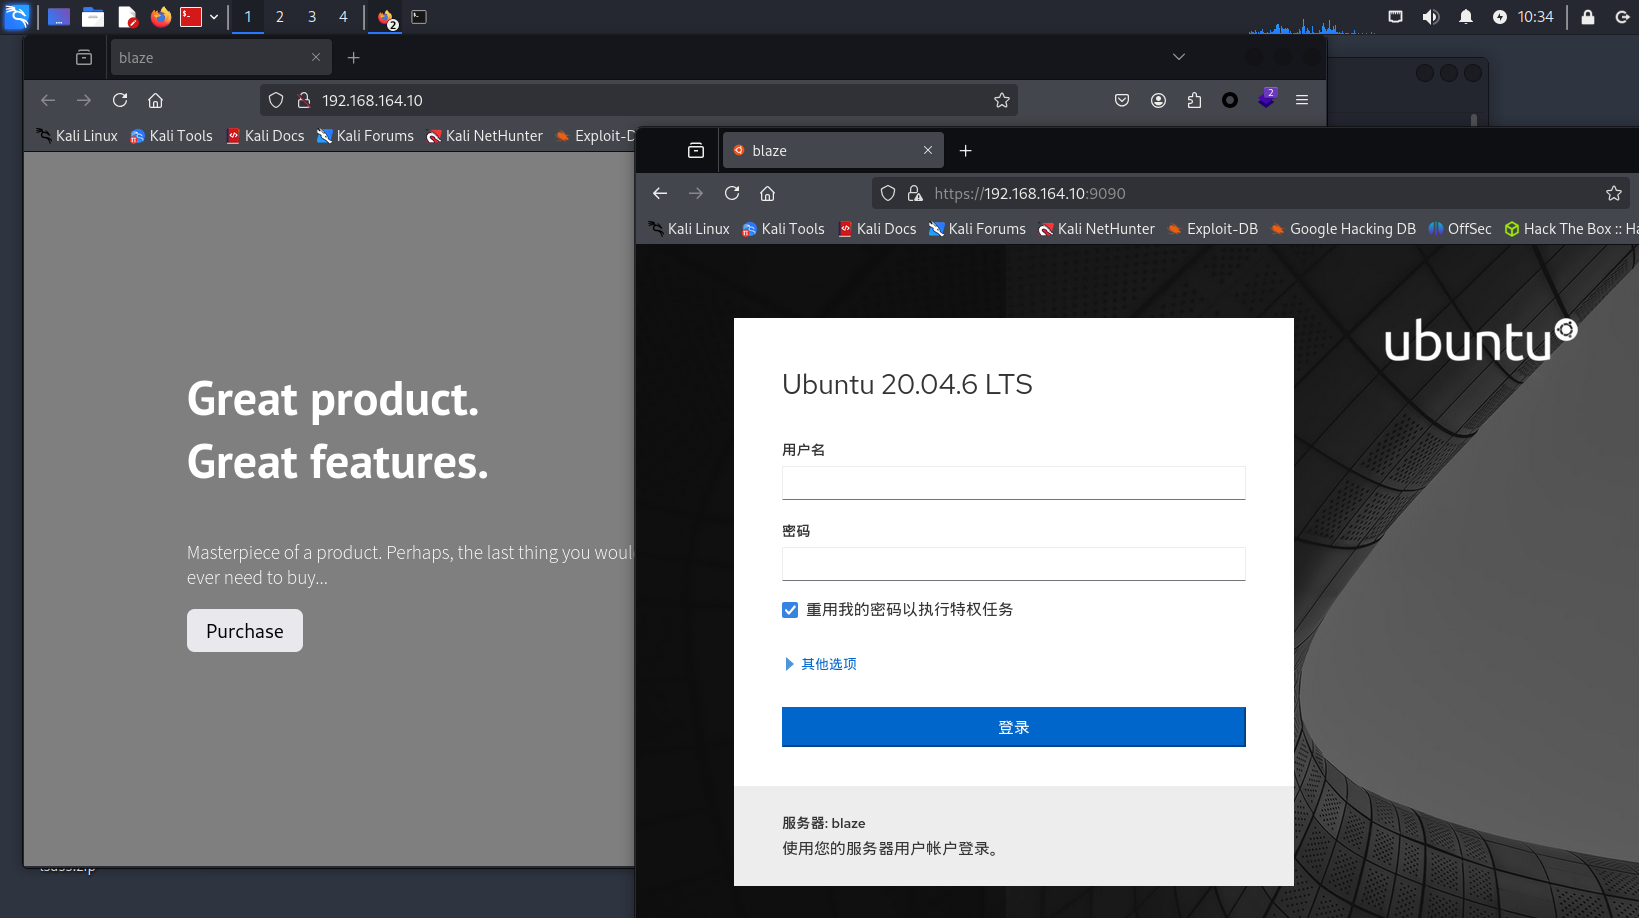 1 2 3 4
2
10:34
blaze
192.168.164.10
2
Kali Linux Kali Tools Kali Docs Kali Forums Kali NetHunter Exploit-D
Great product.
Great features.
Masterpiece of a product. Perhaps, the last thing you woul
ever need to buy...
Purchase
blaze
https://192.168.164.10:9090
Kali Linux Kali Tools Kali Docs Kali Forums Kali NetHunter Exploit-DB Google Hacking DB OffSec Hack The Box :: Ha
ubuntu
Ubuntu 20.04.6 LTS
用户名
密码
重用我的密码以执行特权任务
其他选项
登录
服务器: blaze
使用您的服务器用户帐户登录。